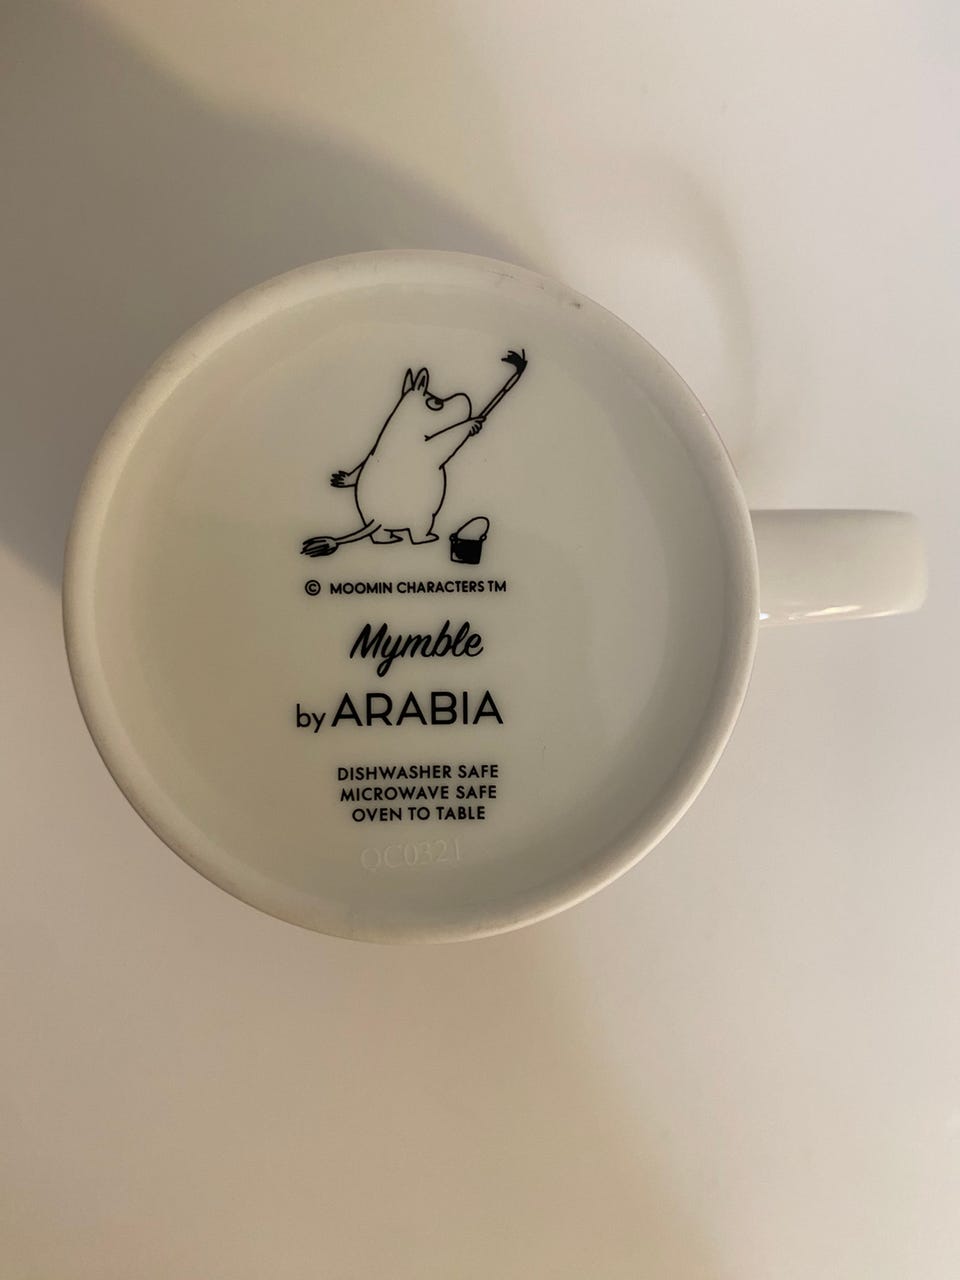 © MOOMIN CHARACTERS TM
Mymble
by ARABIA
DISHWASHER SAFE
MICROWAVE SAFE
OVEN TO TABLE
QC0321